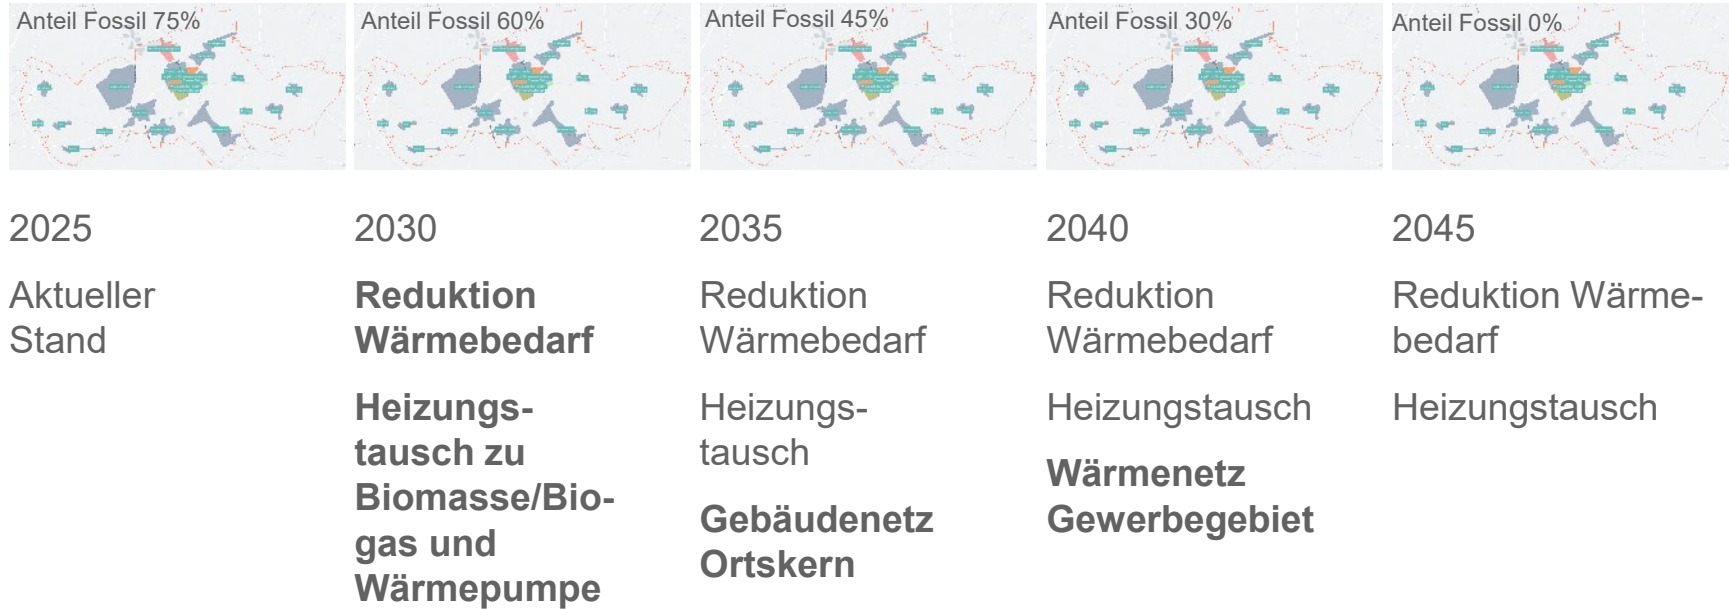 Anteil Fossil 75%
Anteil Fossil 60%
Anteil Fossil 45%
Anteil Fossil 30%
Anteil Fossil 0%
2025
Aktueller
Stand
2030
Reduktion
Wärmebedarf
Heizungs-
tausch zu
Biomasse/Bio-
gas und
Wärmepumpe
2035
Reduktion
Wärmebedarf
Heizungs-
tausch
Gebäudenetz
Ortskern
2040
Reduktion
Wärmebedarf
Heizungstausch
Wärmenetz
Gewerbegebiet
2045
Reduktion Wärme-
bedarf
Heizungstausch